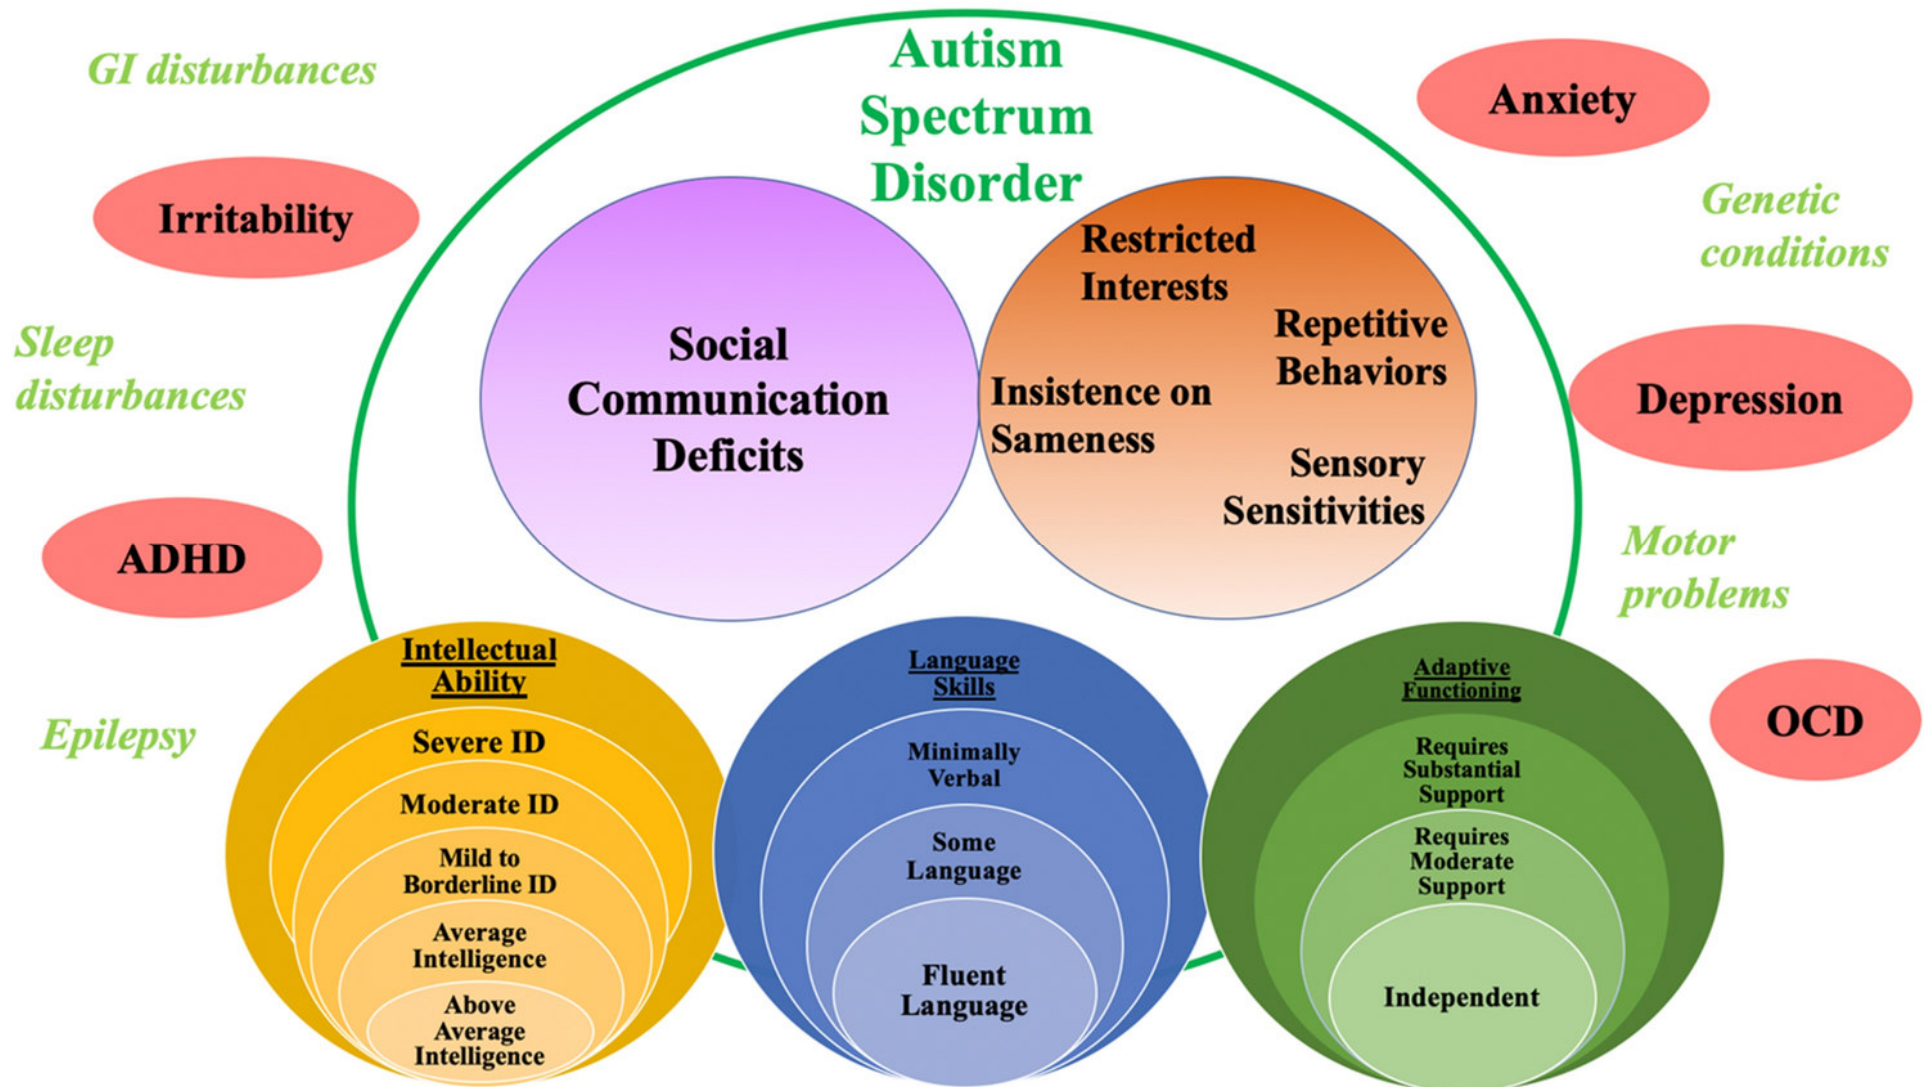 Autism
Spectrum
Disorder
GI disturbances
Irritability
Sleep
disturbances
ADHD
Epilepsy
Social
Communication
Deficits
Restricted
Interests
Repetitive
Behaviors
Insistence on
Sameness
Sensory
Sensitivities
Anxiety
Genetic
conditions
Depression
Motor
problems
OCD
Intellectual
Ability
Severe ID
Moderate ID
Mild to
Borderline ID
Average
Intelligence
Above
Average
Intelligence
Language
Skills
Minimally
Verbal
Some
Language
Fluent
Language
Adaptive
Functioning
Requires
Substantial
Support
Requires
Moderate
Support
Independent